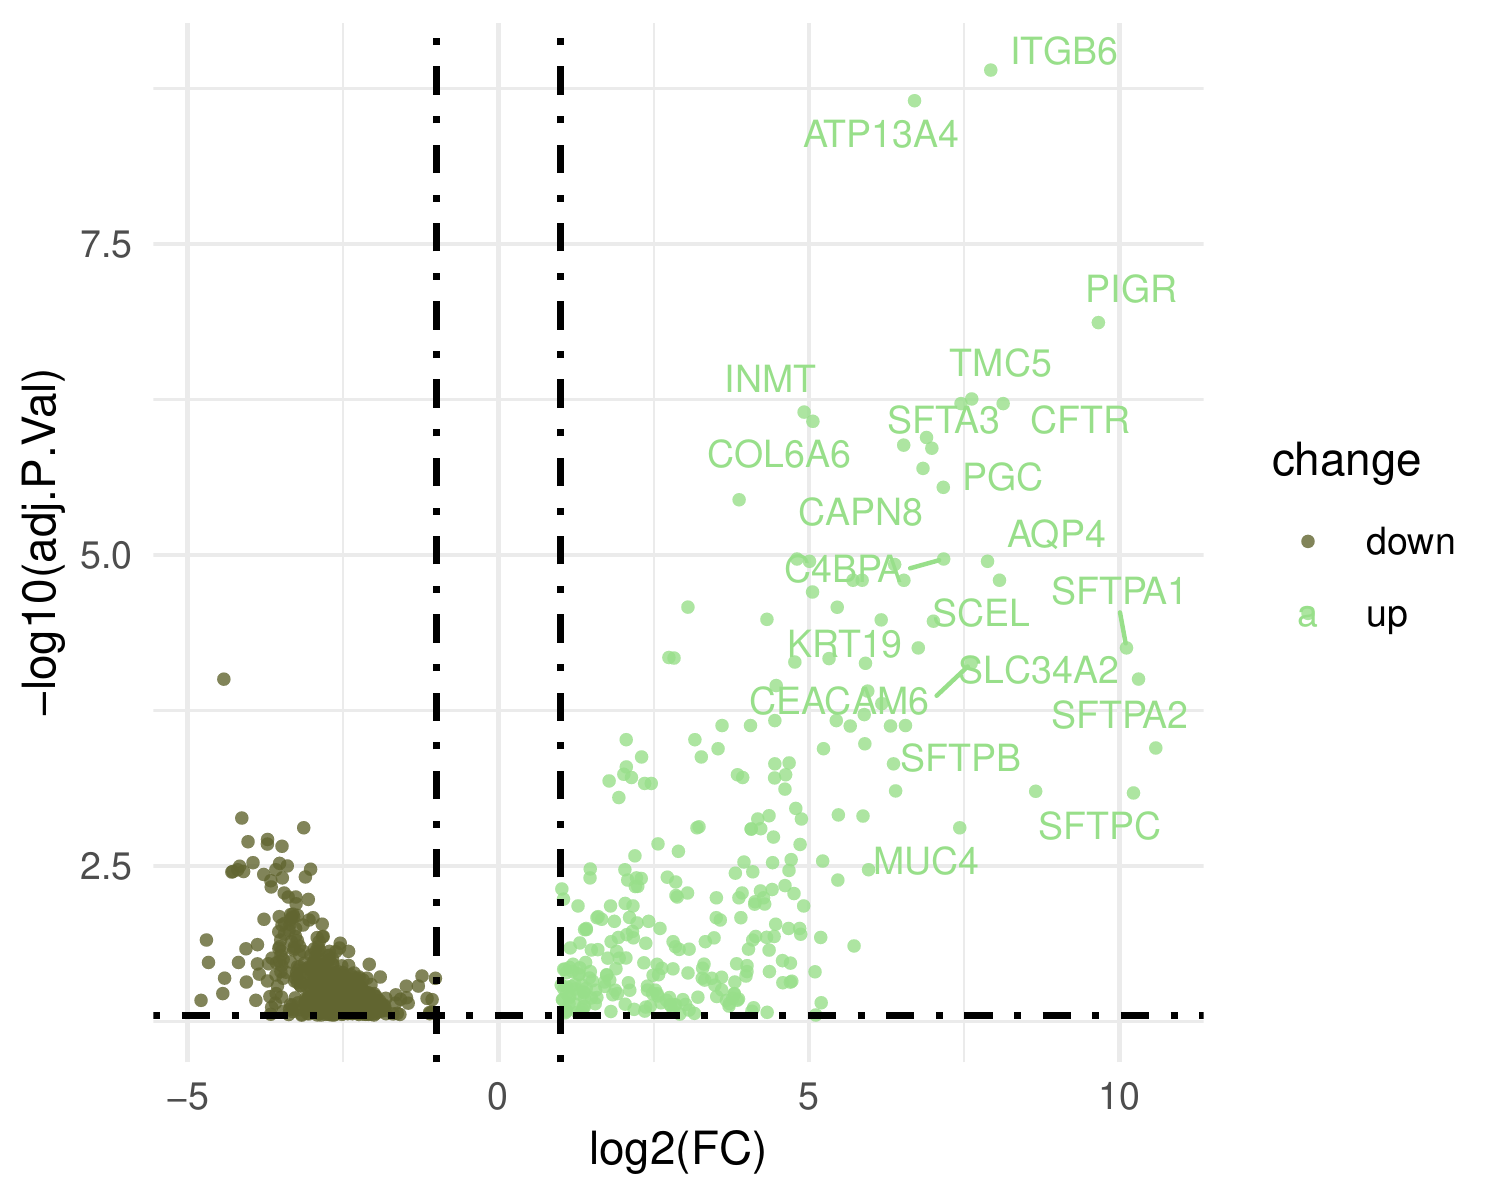 ITGB6
ATP13A4
7.5
PIGR
TMC5
INMT
SFTA3
CFTR
COL6A6
PGC
CAPN8
AQP4
5.0
C4BPA
SFTPA1
SCEL
KRT19
SLC34A2
CEACAM6
SFTPA2
SFTPB
SFTPC
MUC4
2.5
−5
0
5
10
log2(FC)
−log10(adj.P.Val)
change
down
a
up